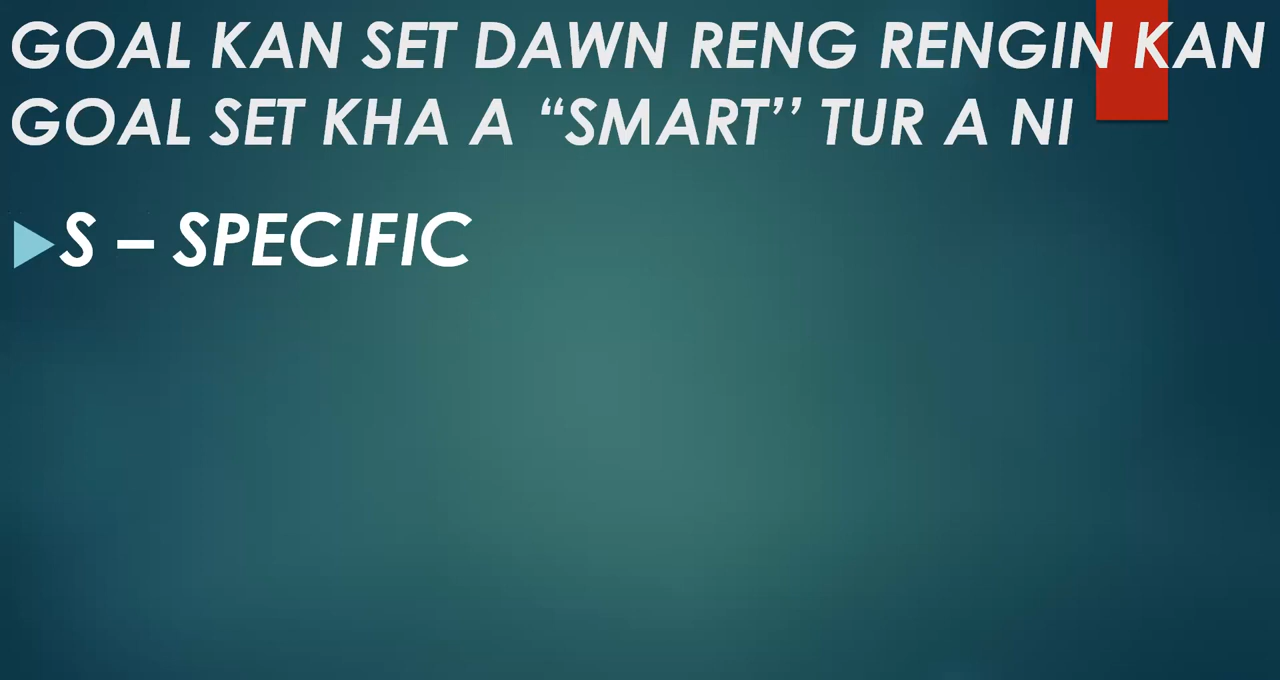 GOAL KAN SET DAWN RENG RENGIN KAN
GOAL SET KHA A “SMART’’ TUR A NI
S – SPECIFIC